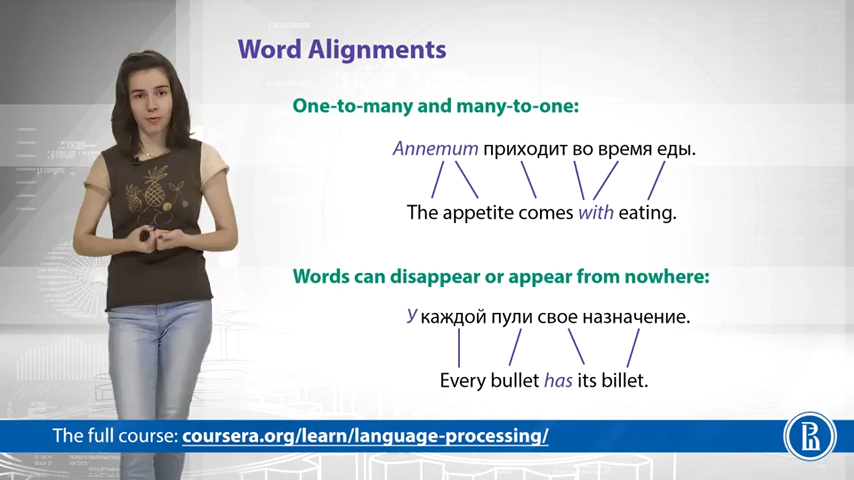 Word Alignments
One-to-many and many-to-one:
Аппетит приходит во время еды.
The appetite comes with eating.
Words can disappear or appear from nowhere:
У каждой пули свое назначение.
Every bullet has its billet.
The full course: coursera.org/learn/language-processing/